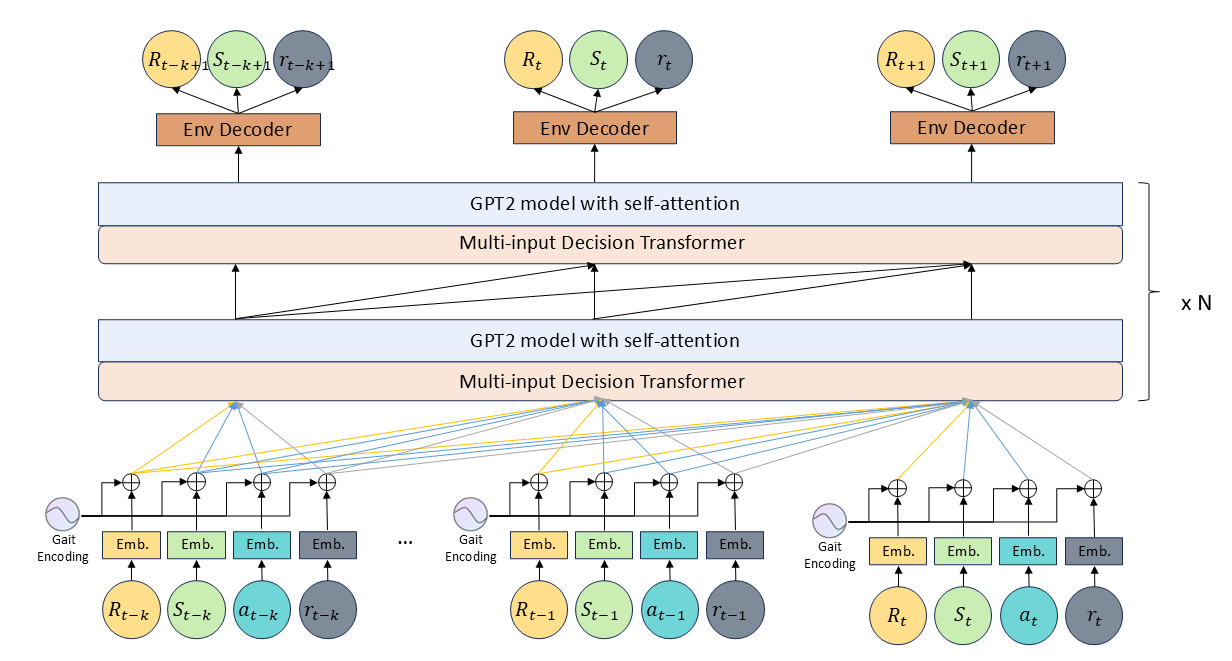 R_{t-k+1} S_{t-k+1} r_{t-k+1} R_t S_t r_t R_{t+1} S_{t+1} r_{t+1}
Env Decoder Env Decoder Env Decoder
GPT2 model with self-attention
Multi-input Decision Transformer
x N
GPT2 model with self-attention
Multi-input Decision Transformer
Gait
Encoding
Emb. Emb. Emb. Emb.
...
Gait
Encoding
Emb. Emb. Emb. Emb.
Gait
Encoding
Emb. Emb. Emb. Emb.
R_{t-k} S_{t-k} a_{t-k} r_{t-k} R_{t-1} S_{t-1} a_{t-1} r_{t-1} R_t S_t a_t r_t